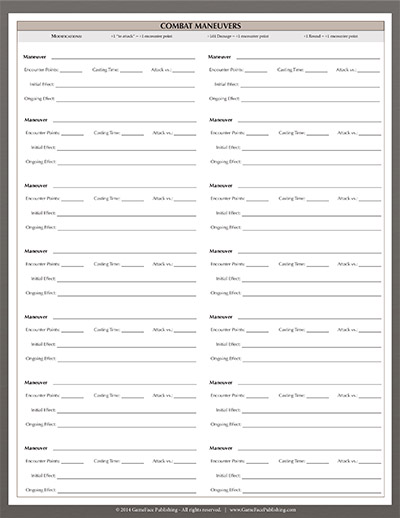 COMBAT MANEUVERS
MODIFICATIONS: +1 "to attack" = +1 encounter point +1d4 Damage = +1 encounter point +1 Round = +1 encounter point
Maneuver
Encounter Points: Casting Time: Attack vs.:
Initial Effect:
Ongoing Effect:
Maneuver
Encounter Points: Casting Time: Attack vs.:
Initial Effect:
Ongoing Effect:
Maneuver
Encounter Points: Casting Time: Attack vs.:
Initial Effect:
Ongoing Effect:
Maneuver
Encounter Points: Casting Time: Attack vs.:
Initial Effect:
Ongoing Effect:
Maneuver
Encounter Points: Casting Time: Attack vs.:
Initial Effect:
Ongoing Effect:
Maneuver
Encounter Points: Casting Time: Attack vs.:
Initial Effect:
Ongoing Effect:
Maneuver
Encounter Points: Casting Time: Attack vs.:
Initial Effect:
Ongoing Effect:
Maneuver
Encounter Points: Casting Time: Attack vs.:
Initial Effect:
Ongoing Effect:
Maneuver
Encounter Points: Casting Time: Attack vs.:
Initial Effect:
Ongoing Effect:
Maneuver
Encounter Points: Casting Time: Attack vs.:
Initial Effect:
Ongoing Effect:
Maneuver
Encounter Points: Casting Time: Attack vs.:
Initial Effect:
Ongoing Effect:
Maneuver
Encounter Points: Casting Time: Attack vs.:
Initial Effect:
Ongoing Effect:
Maneuver
Encounter Points: Casting Time: Attack vs.:
Initial Effect:
Ongoing Effect:
Maneuver
Encounter Points: Casting Time: Attack vs.:
Initial Effect:
Ongoing Effect:
© 2014 GameFace Publishing - All rights reserved. | www.GameFacePublishing.com